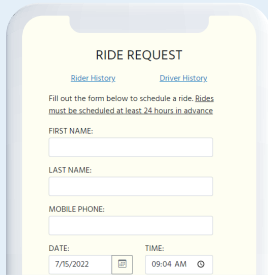 RIDE REQUEST
Rider History Driver History
Fill out the form below to schedule a ride. Rides
must be scheduled at least 24 hours in advance
FIRST NAME:
LAST NAME:
MOBILE PHONE:
DATE: TIME:
7/15/2022 09:04 AM